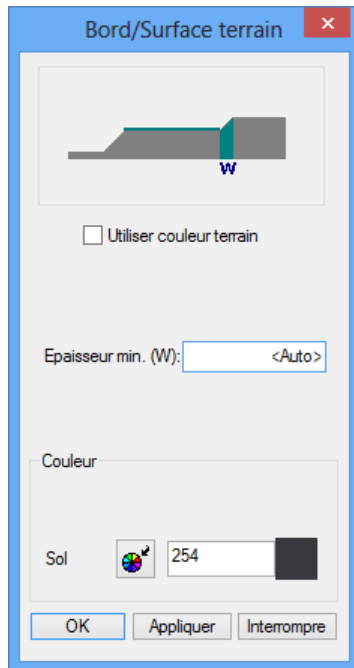 Bord/Surface terrain
W
Utiliser couleur terrain
Epaisseur min. (W): <Auto>
Couleur
Sol 254
OK Appliquer Interrompre